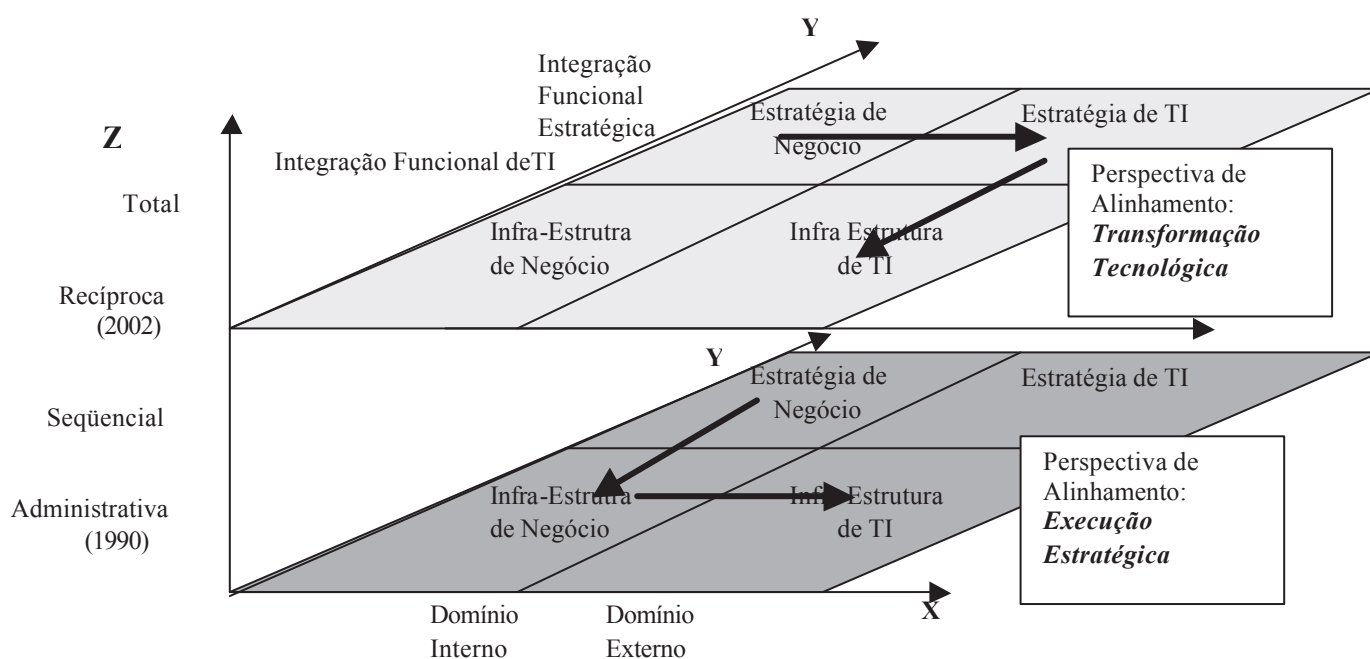 Y
Integração
Funcional
Estratégica
Z
Integração Funcional deTI
Estratégia de
Negócio
Estratégia de TI
Total
Infra-Estrutra
de Negócio
Infra Estrutura
de TI
Perspectiva de
Alinhamento:
Transformação
Tecnológica
Recíproca
(2002)
Y
Estratégia de
Negócio
Estratégia de TI
Seqüencial
Infra-Estrutra
de Negócio
Infra Estrutura
de TI
Perspectiva de
Alinhamento:
Execução
Estratégica
Administrativa
(1990)
X
Domínio
Interno
Domínio
Externo